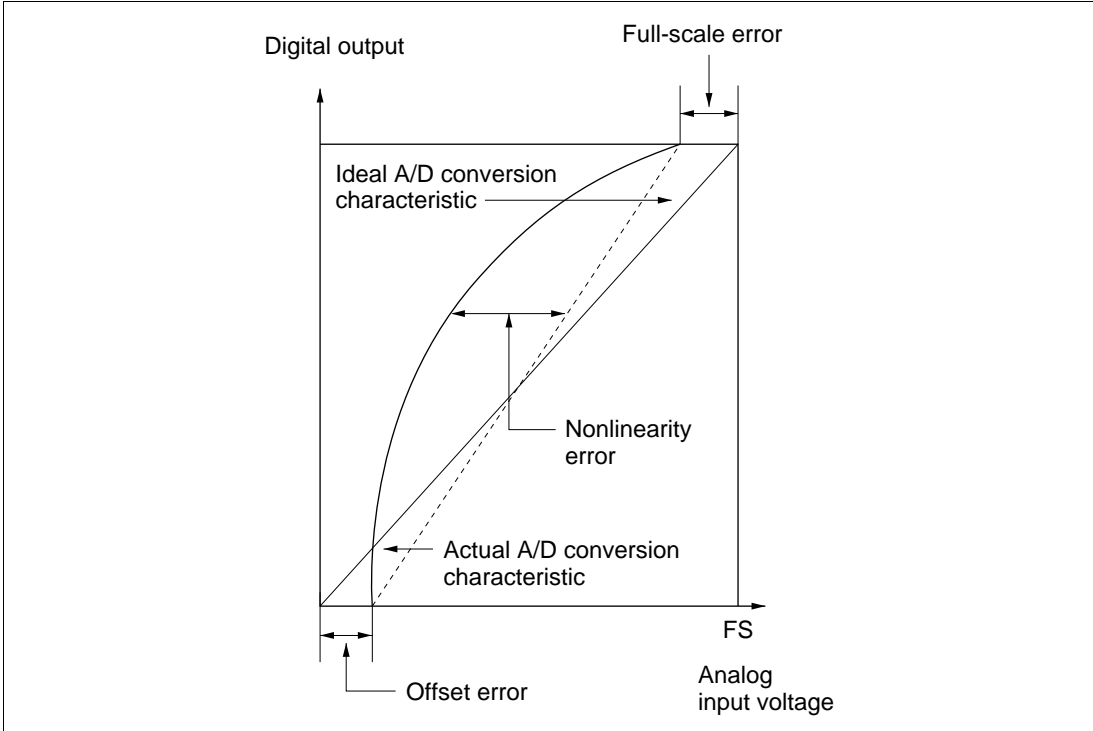 Digital output
Full-scale error
Ideal A/D conversion
characteristic
Nonlinearity
error
Actual A/D conversion
characteristic
FS
Offset error
Analog
input voltage